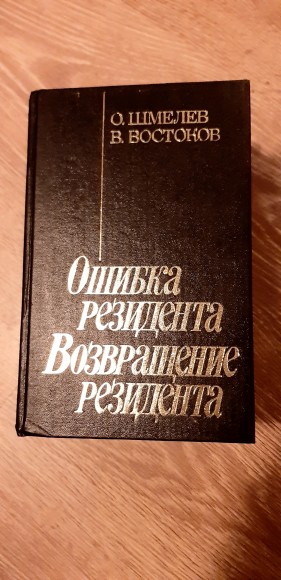 О. ШМЕЛЕВ
В. ВОСТОКОВ
ОШИБКА
РЕЗИДЕНТА
ВОЗВРАЩЕНИЕ
РЕЗИДЕНТА